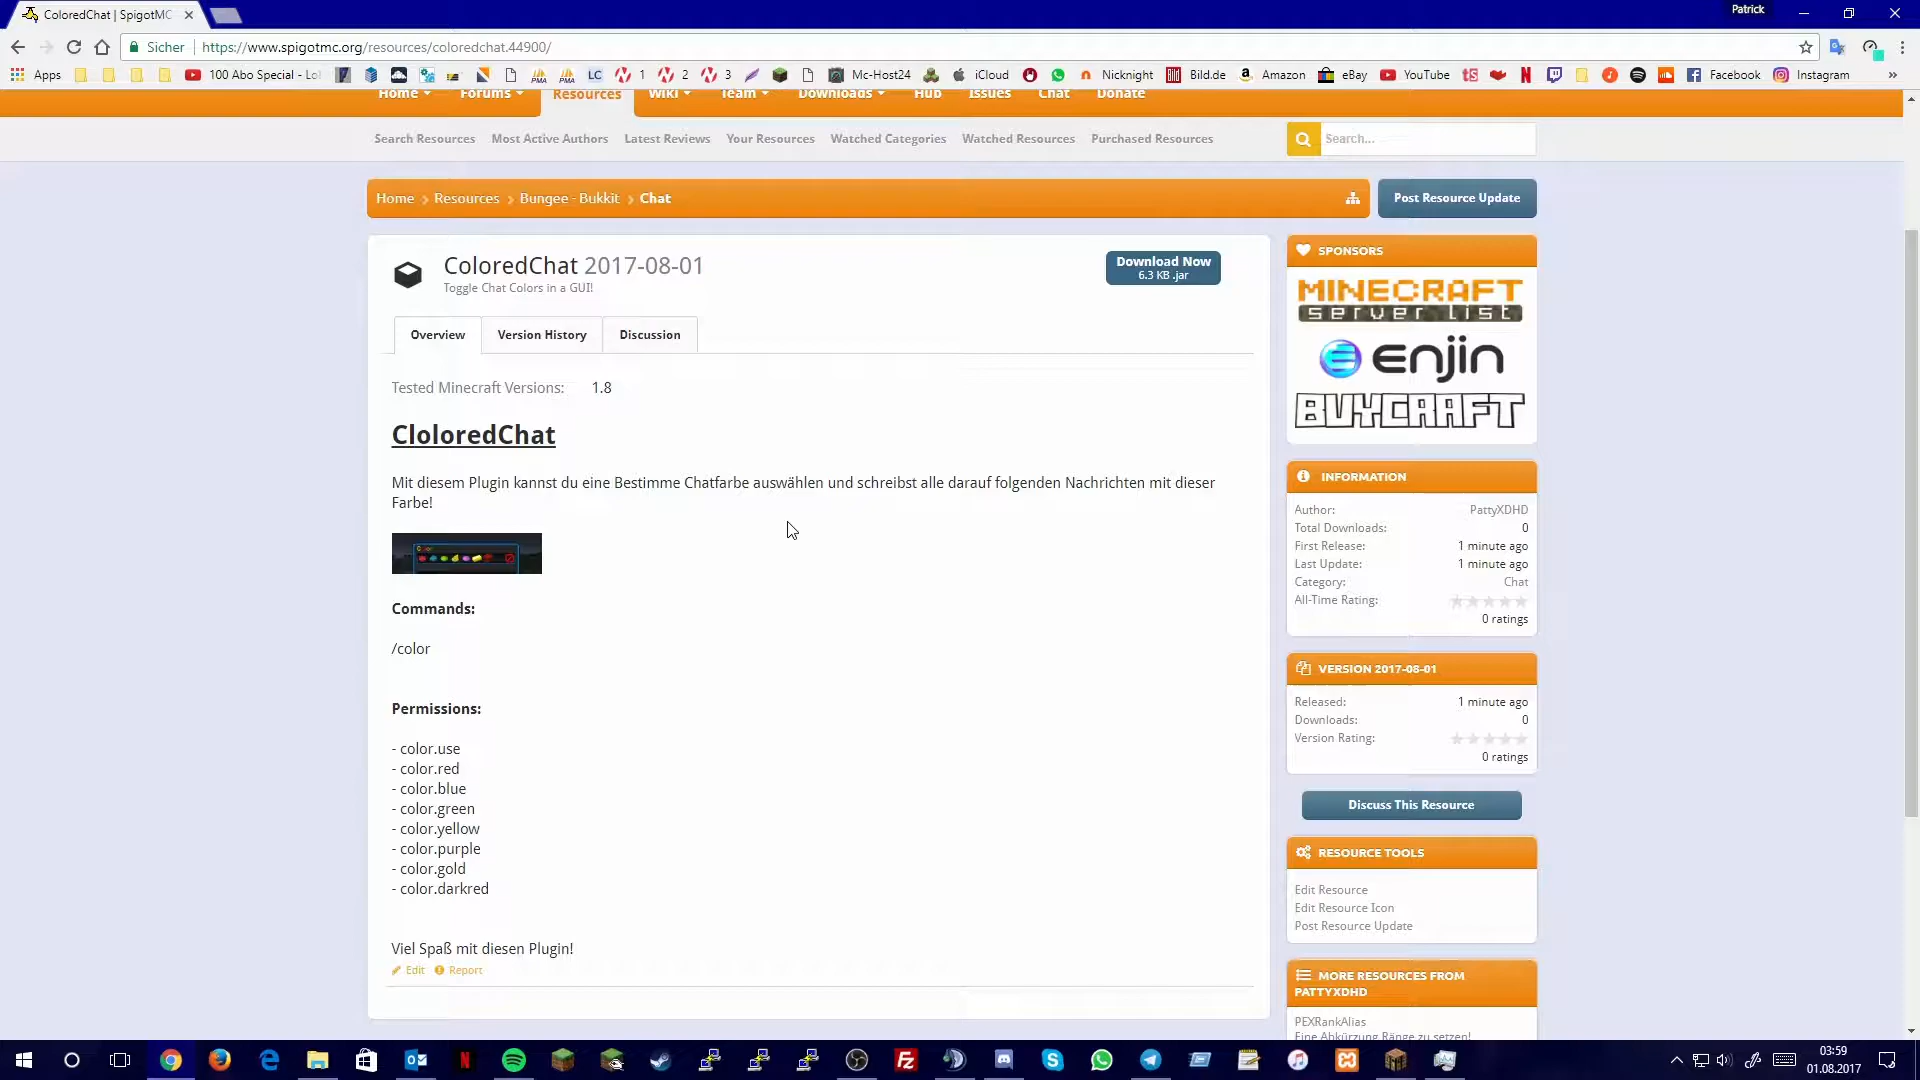 ColoredChat | SpigotMC
Patrick
Sicher https://www.spigotmc.org/resources/coloredchat.44900/
Apps 100 Abo Special - Lo LC 1 2 3 Mc-Host24 iCloud Nicknight Bild.de Amazon eBay YouTube Facebook Instagram »
Home Forums Resources Wiki Team Downloads Hub Issues Chat Donate
Search Resources Most Active Authors Latest Reviews Your Resources Watched Categories Watched Resources Purchased Resources Search...
Home Resources Bungee - Bukkit Chat
Post Resource Update
ColoredChat 2017-08-01
Toggle Chat Colors in a GUI!
Download Now
6.3 KB .jar
Overview Version History Discussion
Tested Minecraft Versions: 1.8
CloloredChat
Mit diesem Plugin kannst du eine Bestimme Chatfarbe auswählen und schreibst alle darauf folgenden Nachrichten mit dieser
Farbe!
Commands:
/color
Permissions:
- color.use
- color.red
- color.blue
- color.green
- color.yellow
- color.purple
- color.gold
- color.darkred
Viel Spaß mit diesen Plugin!
Edit Report
SPONSORS
MINECRAFT
server list
enjin
BUYCRAFT
INFORMATION
Author: PattyXDHD
Total Downloads: 0
First Release: 1 minute ago
Last Update: 1 minute ago
Category: Chat
All-Time Rating:
0 ratings
VERSION 2017-08-01
Released: 1 minute ago
Downloads: 0
Version Rating:
0 ratings
Discuss This Resource
RESOURCE TOOLS
Edit Resource
Edit Resource Icon
Post Resource Update
MORE RESOURCES FROM
PATTYXDHD
PEXRankAlias
Eine Abkürzung Ränge zu setzen!
03:59
01.08.2017